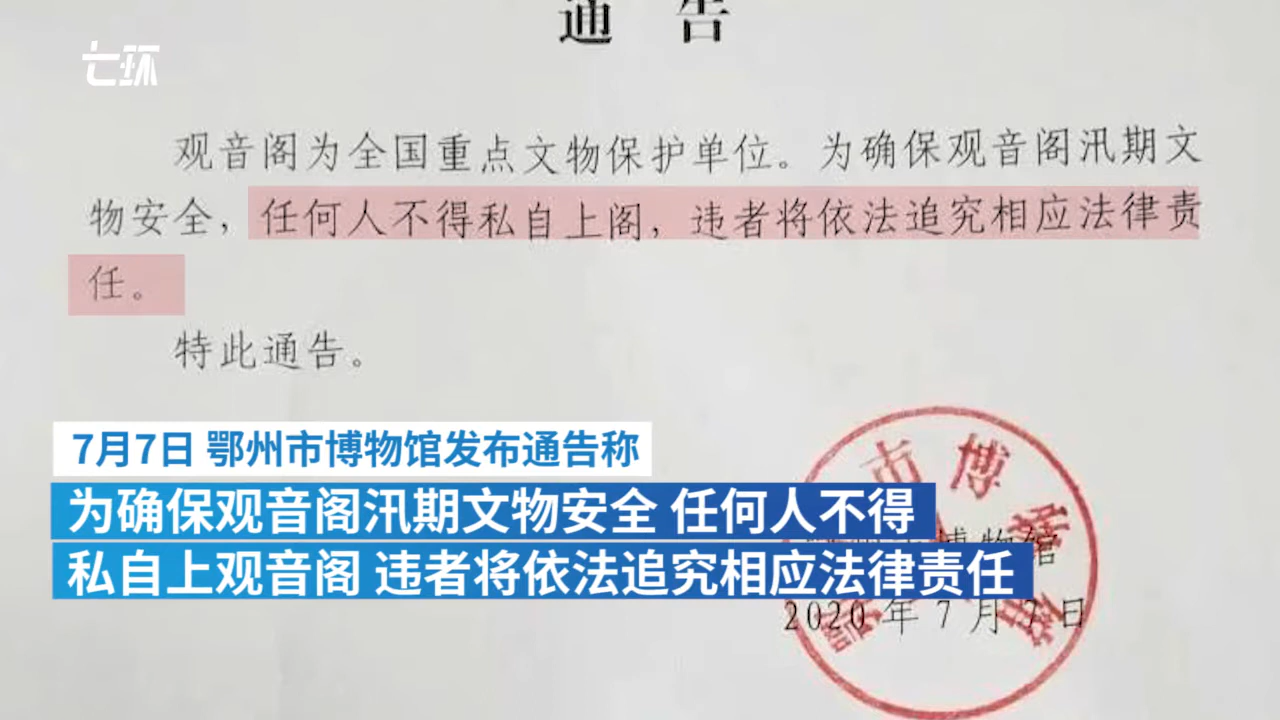 通 告
七环
观音阁为全国重点文物保护单位。为确保观音阁汛期文
物安全，任何人不得私自上阁，违者将依法追究相应法律责
任。
特此通告。
7月7日 鄂州市博物馆发布通告称
为确保观音阁汛期文物安全 任何人不得
私自上观音阁 违者将依法追究相应法律责任
市博
博物馆
2020年7月7日